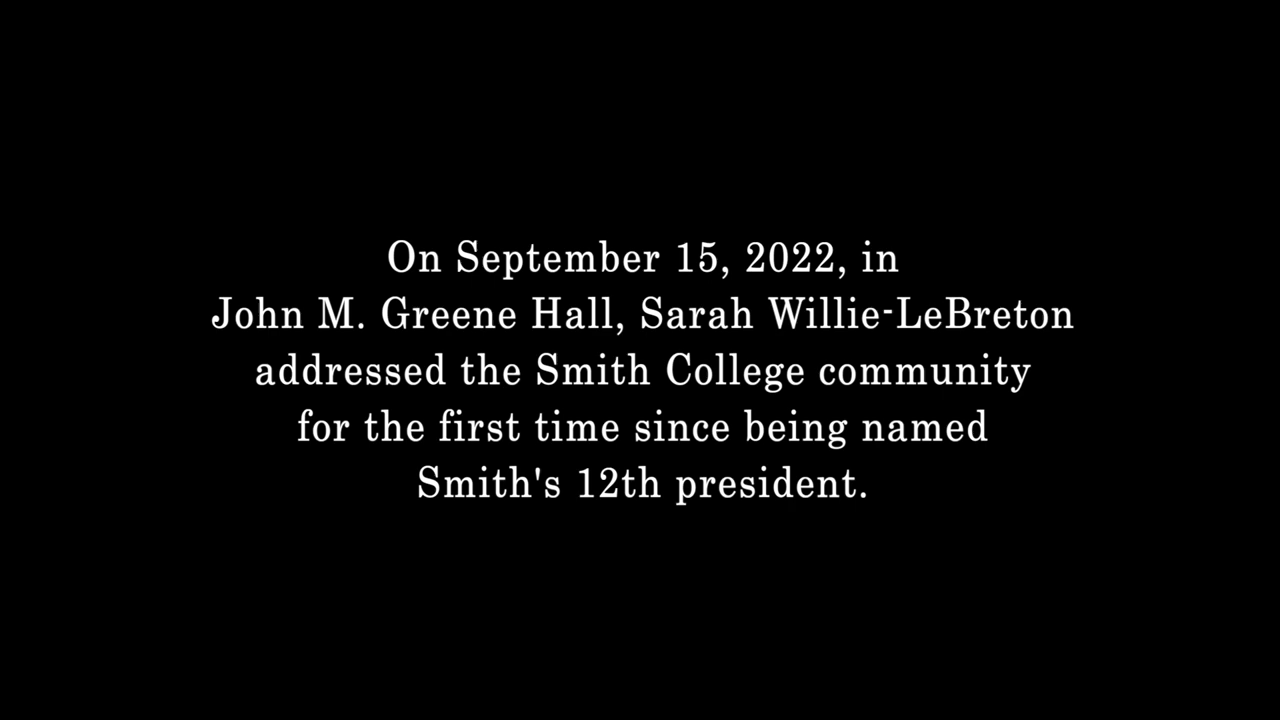 On September 15, 2022, in
John M. Greene Hall, Sarah Willie-LeBreton
addressed the Smith College community
for the first time since being named
Smith's 12th president.